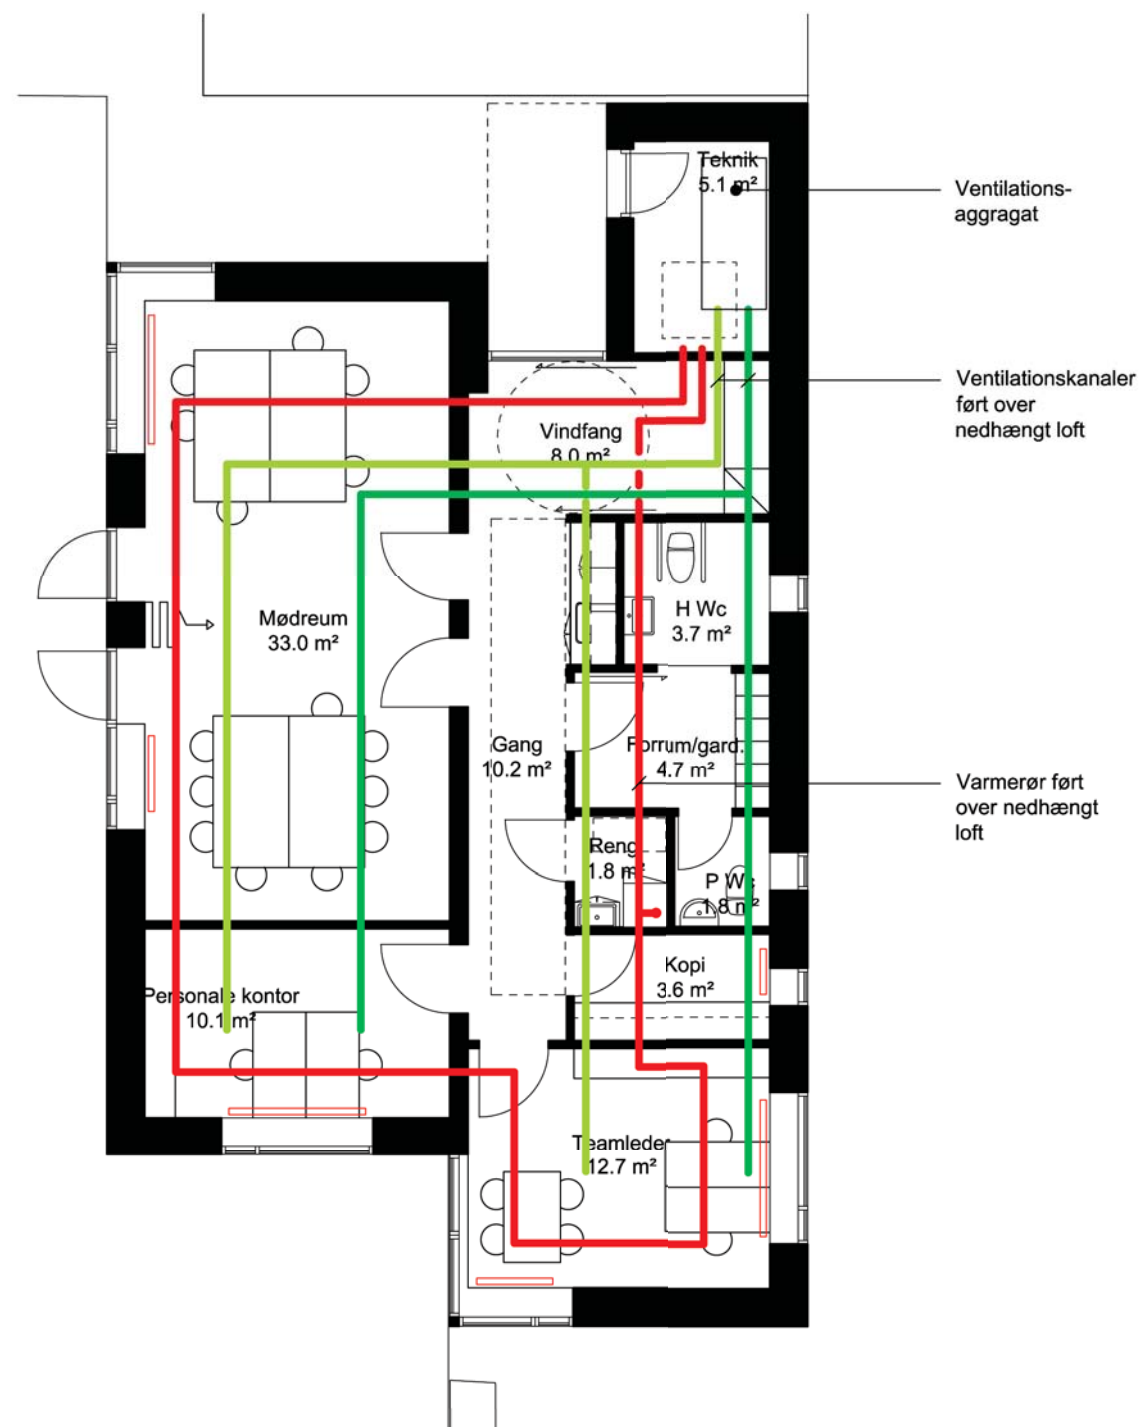 Teknik
5.1 m²
Ventilations-
aggragat
Ventilationskanaler
ført over
nedhængt loft
Vindfang
8.0 m²
H Wc
3.7 m²
Mødreum
33.0 m²
Gang
10.2 m²
Forrum/gard.
4.7 m²
Varmerør ført
over nedhængt
loft
Reng
1.8 m²
P Wc
1.8 m²
Kopi
3.6 m²
Personale kontor
10.1 m²
Teamleder
12.7 m²